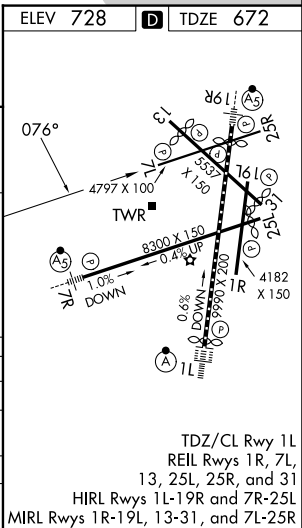 ELEV 728 D TDZE 672
19R
A5
13
P
P
25R
076°
P
7L
5537
X 150
19L
4797 X 100
TWR
25L
31
A5
P
8300 X 150
0.4% UP
1R
4182
X 150
7R
1.0%
DOWN
0.6%
DOWN
9990 X 200
P
A
1L
TDZ/CL Rwy 1L
REIL Rwys 1R, 7L,
13, 25L, 25R, and 31
HIRL Rwys 1L-19R and 7R-25L
MIRL Rwys 1R-19L, 13-31, and 7L-25R